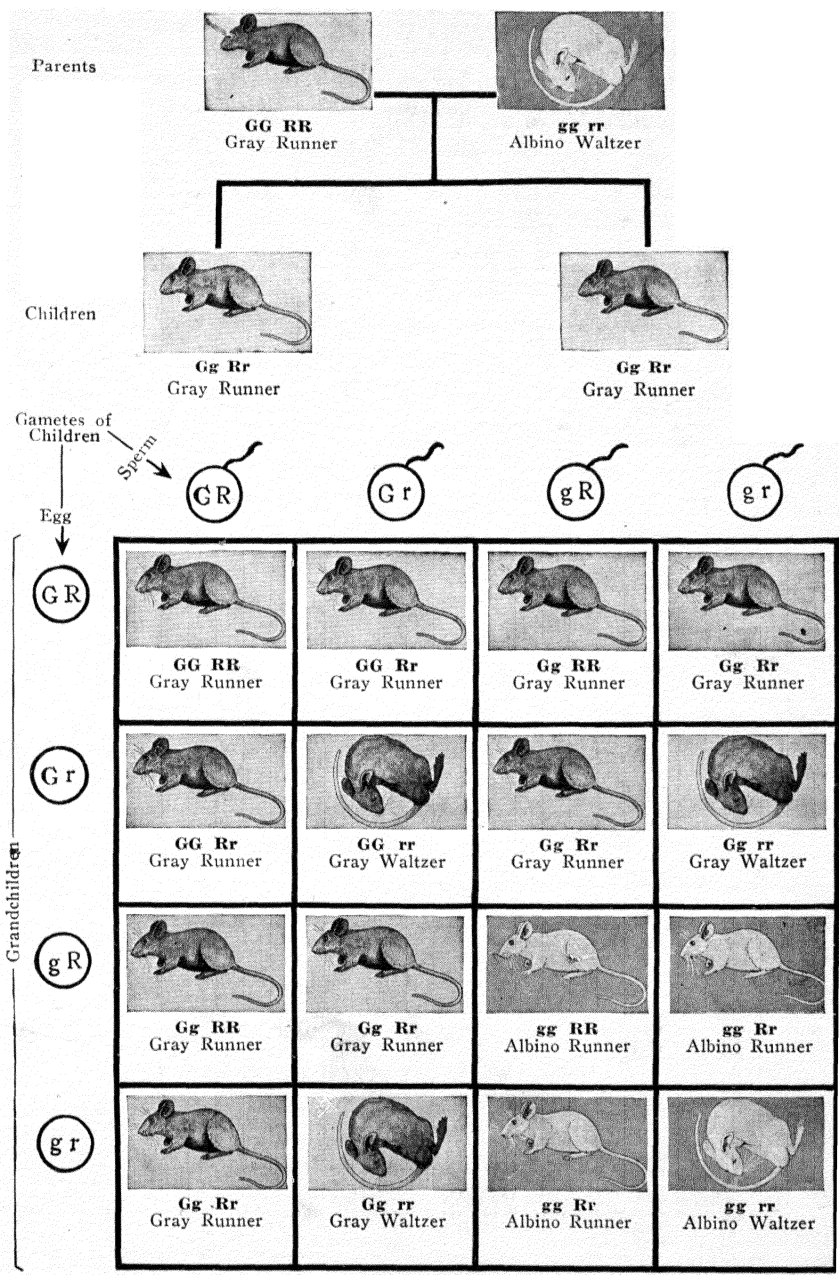 Parents
GG RR
Gray Runner
gg rr
Albino Waltzer
Children
Gg Rr
Gray Runner
Gg Rr
Gray Runner
Gametes of
Children
Sperm
Egg
GR
Gr
gR
gr
Grandchildren
GR
GG RR
Gray Runner
GG Rr
Gray Runner
Gg RR
Gray Runner
Gg Rr
Gray Runner
Gr
GG Rr
Gray Runner
GG rr
Gray Waltzer
Gg Rr
Gray Runner
Gg rr
Gray Waltzer
gR
Gg RR
Gray Runner
Gg Rr
Gray Runner
gg RR
Albino Runner
gg Rr
Albino Runner
gr
Gg Rr
Gray Runner
Gg rr
Gray Waltzer
gg Rr
Albino Runner
gg rr
Albino Waltzer